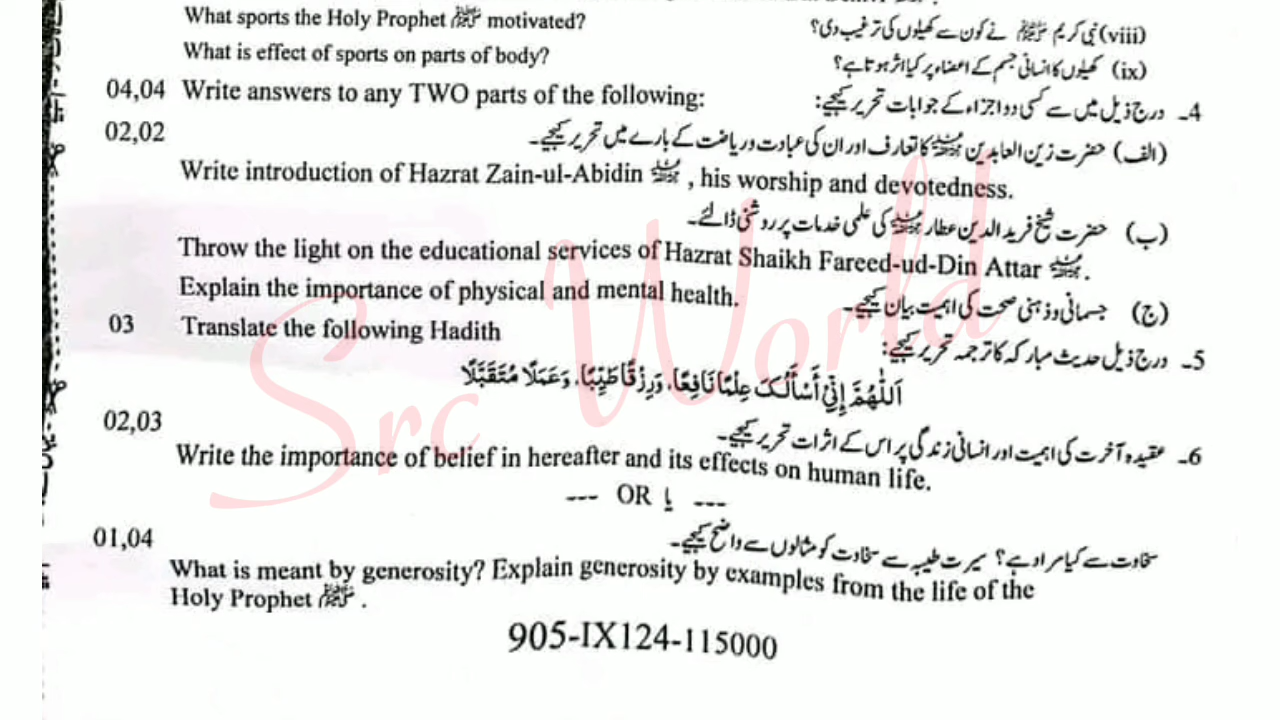 What sports the Holy Prophet ﷺ motivated?
(viii) نبی کریم ﷺ نے کون سے کھیلوں کی ترغیب دی؟
What is effect of sports on parts of body?
(ix) کھیلوں کا انسانی جسم کے اعضاء پر کیا اثر ہوتا ہے؟
04,04 Write answers to any TWO parts of the following:
4۔ درج ذیل میں سے کسی دو اجزاء کے جوابات تحریر کیجیے:
02,02
(الف) حضرت زین العابدین کا تعارف اور ان کی عبادت و ریاضت کے بارے میں تحریر کیجیے۔
Write introduction of Hazrat Zain-ul-Abidin , his worship and devotedness.
(ب) حضرت شیخ فرید الدین عطار کی علمی خدمات پر روشنی ڈالئے۔
Throw the light on the educational services of Hazrat Shaikh Fareed-ud-Din Attar .
Explain the importance of physical and mental health.
(ج) جسمانی و ذہنی صحت کی اہمیت بیان کیجیے۔
03 Translate the following Hadith
5۔ درج ذیل حدیث مبارکہ کا ترجمہ تحریر کیجیے:
اَللّٰهُمَّ إِنِّيْ أَسْأَلُكَ عِلْمًا نَافِعًا، وَرِزْقًا طَيِّبًا، وَعَمَلًا مُتَقَبَّلًا
02,03
6۔ عقیدہ آخرت کی اہمیت اور انسانی زندگی پر اس کے اثرات تحریر کیجیے۔
Write the importance of belief in hereafter and its effects on human life.
--- OR یا ---
01,04
سخاوت سے کیا مراد ہے؟ سیرت طیبہ سے سخاوت کو مثالوں سے واضح کیجیے۔
What is meant by generosity? Explain generosity by examples from the life of the
Holy Prophet ﷺ .
905-IX124-115000
Src World